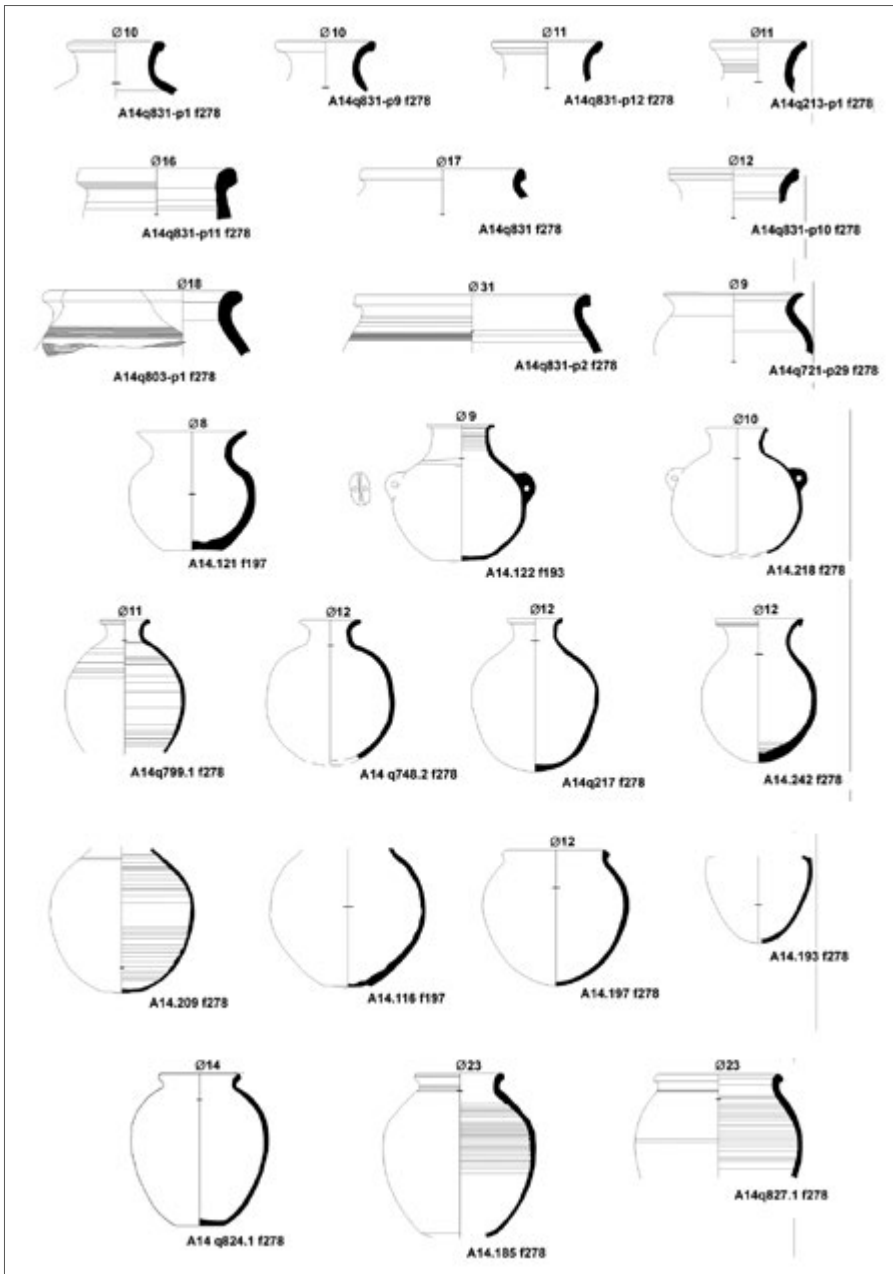 Ø10 Ø10 Ø11 Ø11
A14q831-p1 f278 A14q831-p9 f278 A14q831-p12 f278 A14q213-p1 f278
Ø16 Ø17 Ø12
A14q831-p11 f278 A14q831 f278 A14q831-p10 f278
Ø18 Ø31 Ø9
A14q803-p1 f278 A14q831-p2 f278 A14q721-p29 f278
Ø8 Ø9 Ø10
A14.121 f197 A14.122 f193 A14.218 f278
Ø11 Ø12 Ø12 Ø12
A14q799.1 f278 A14 q748.2 f278 A14q217 f278 A14.242 f278
Ø12
A14.209 f278 A14.116 f197 A14.197 f278 A14.193 f278
Ø14 Ø23 Ø23
A14 q824.1 f278 A14.185 f278 A14q827.1 f278